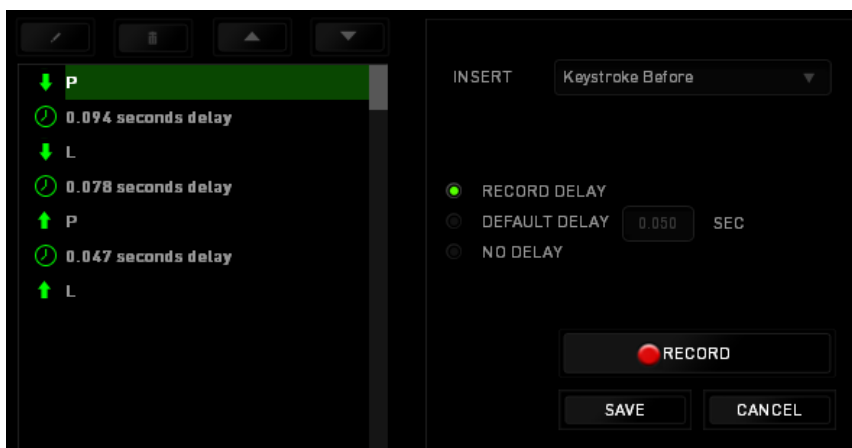 P
0.094 seconds delay
L
0.078 seconds delay
P
0.047 seconds delay
L
INSERT Keystroke Before
RECORD DELAY
DEFAULT DELAY 0.050 SEC
NO DELAY
RECORD
SAVE CANCEL